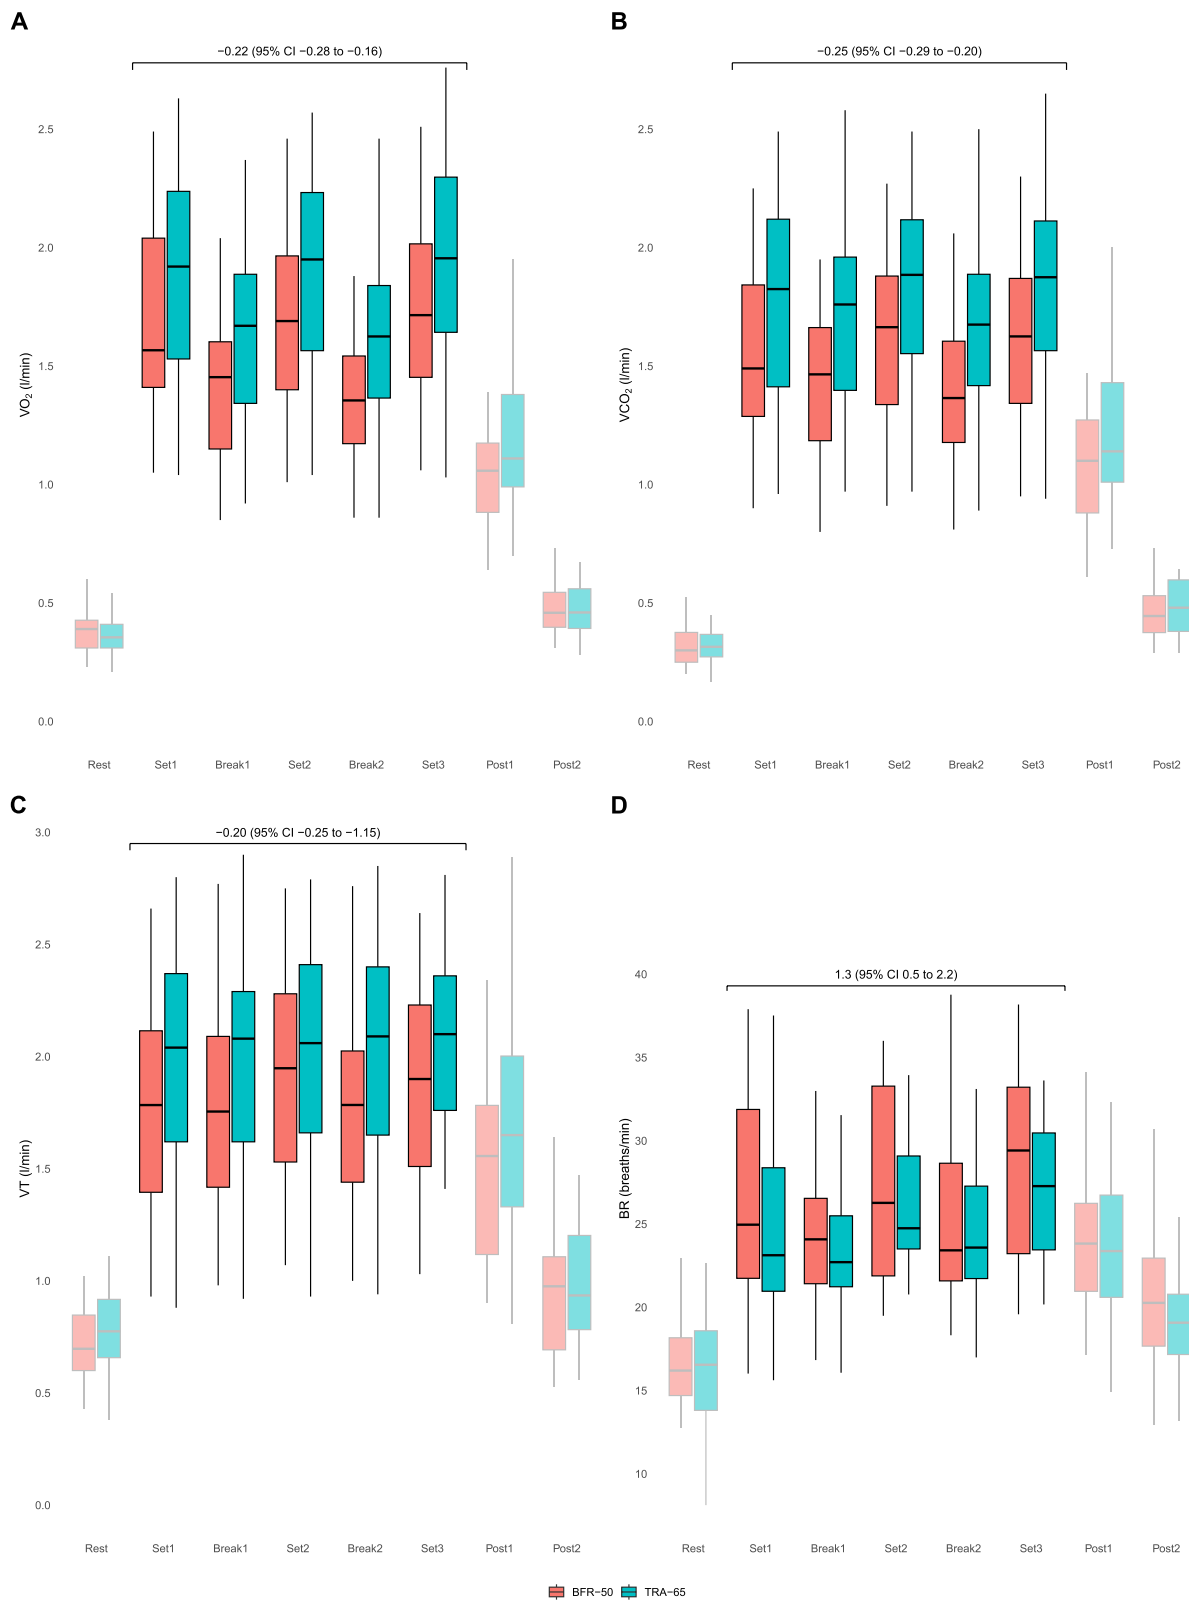 A
−0.22 (95% CI −0.28 to −0.16)
2.5
2.0
1.5
1.0
0.5
0.0
VO₂ (l/min)
Rest Set1 Break1 Set2 Break2 Set3 Post1 Post2
B
−0.25 (95% CI −0.29 to −0.20)
2.5
2.0
1.5
1.0
0.5
0.0
VCO₂ (l/min)
Rest Set1 Break1 Set2 Break2 Set3 Post1 Post2
C
−0.20 (95% CI −0.25 to −1.15)
3.0
2.5
2.0
1.5
1.0
0.5
0.0
VT (l/min)
Rest Set1 Break1 Set2 Break2 Set3 Post1 Post2
D
1.3 (95% CI 0.5 to 2.2)
40
35
30
25
20
15
10
BR (breaths/min)
Rest Set1 Break1 Set2 Break2 Set3 Post1 Post2
BFR−50 TRA−65